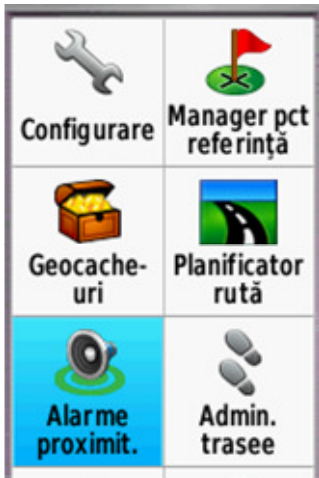 Configurare
Manager pct
referință
Geocache-
uri
Planificator
rută
Alarme
proximit.
Admin.
trasee